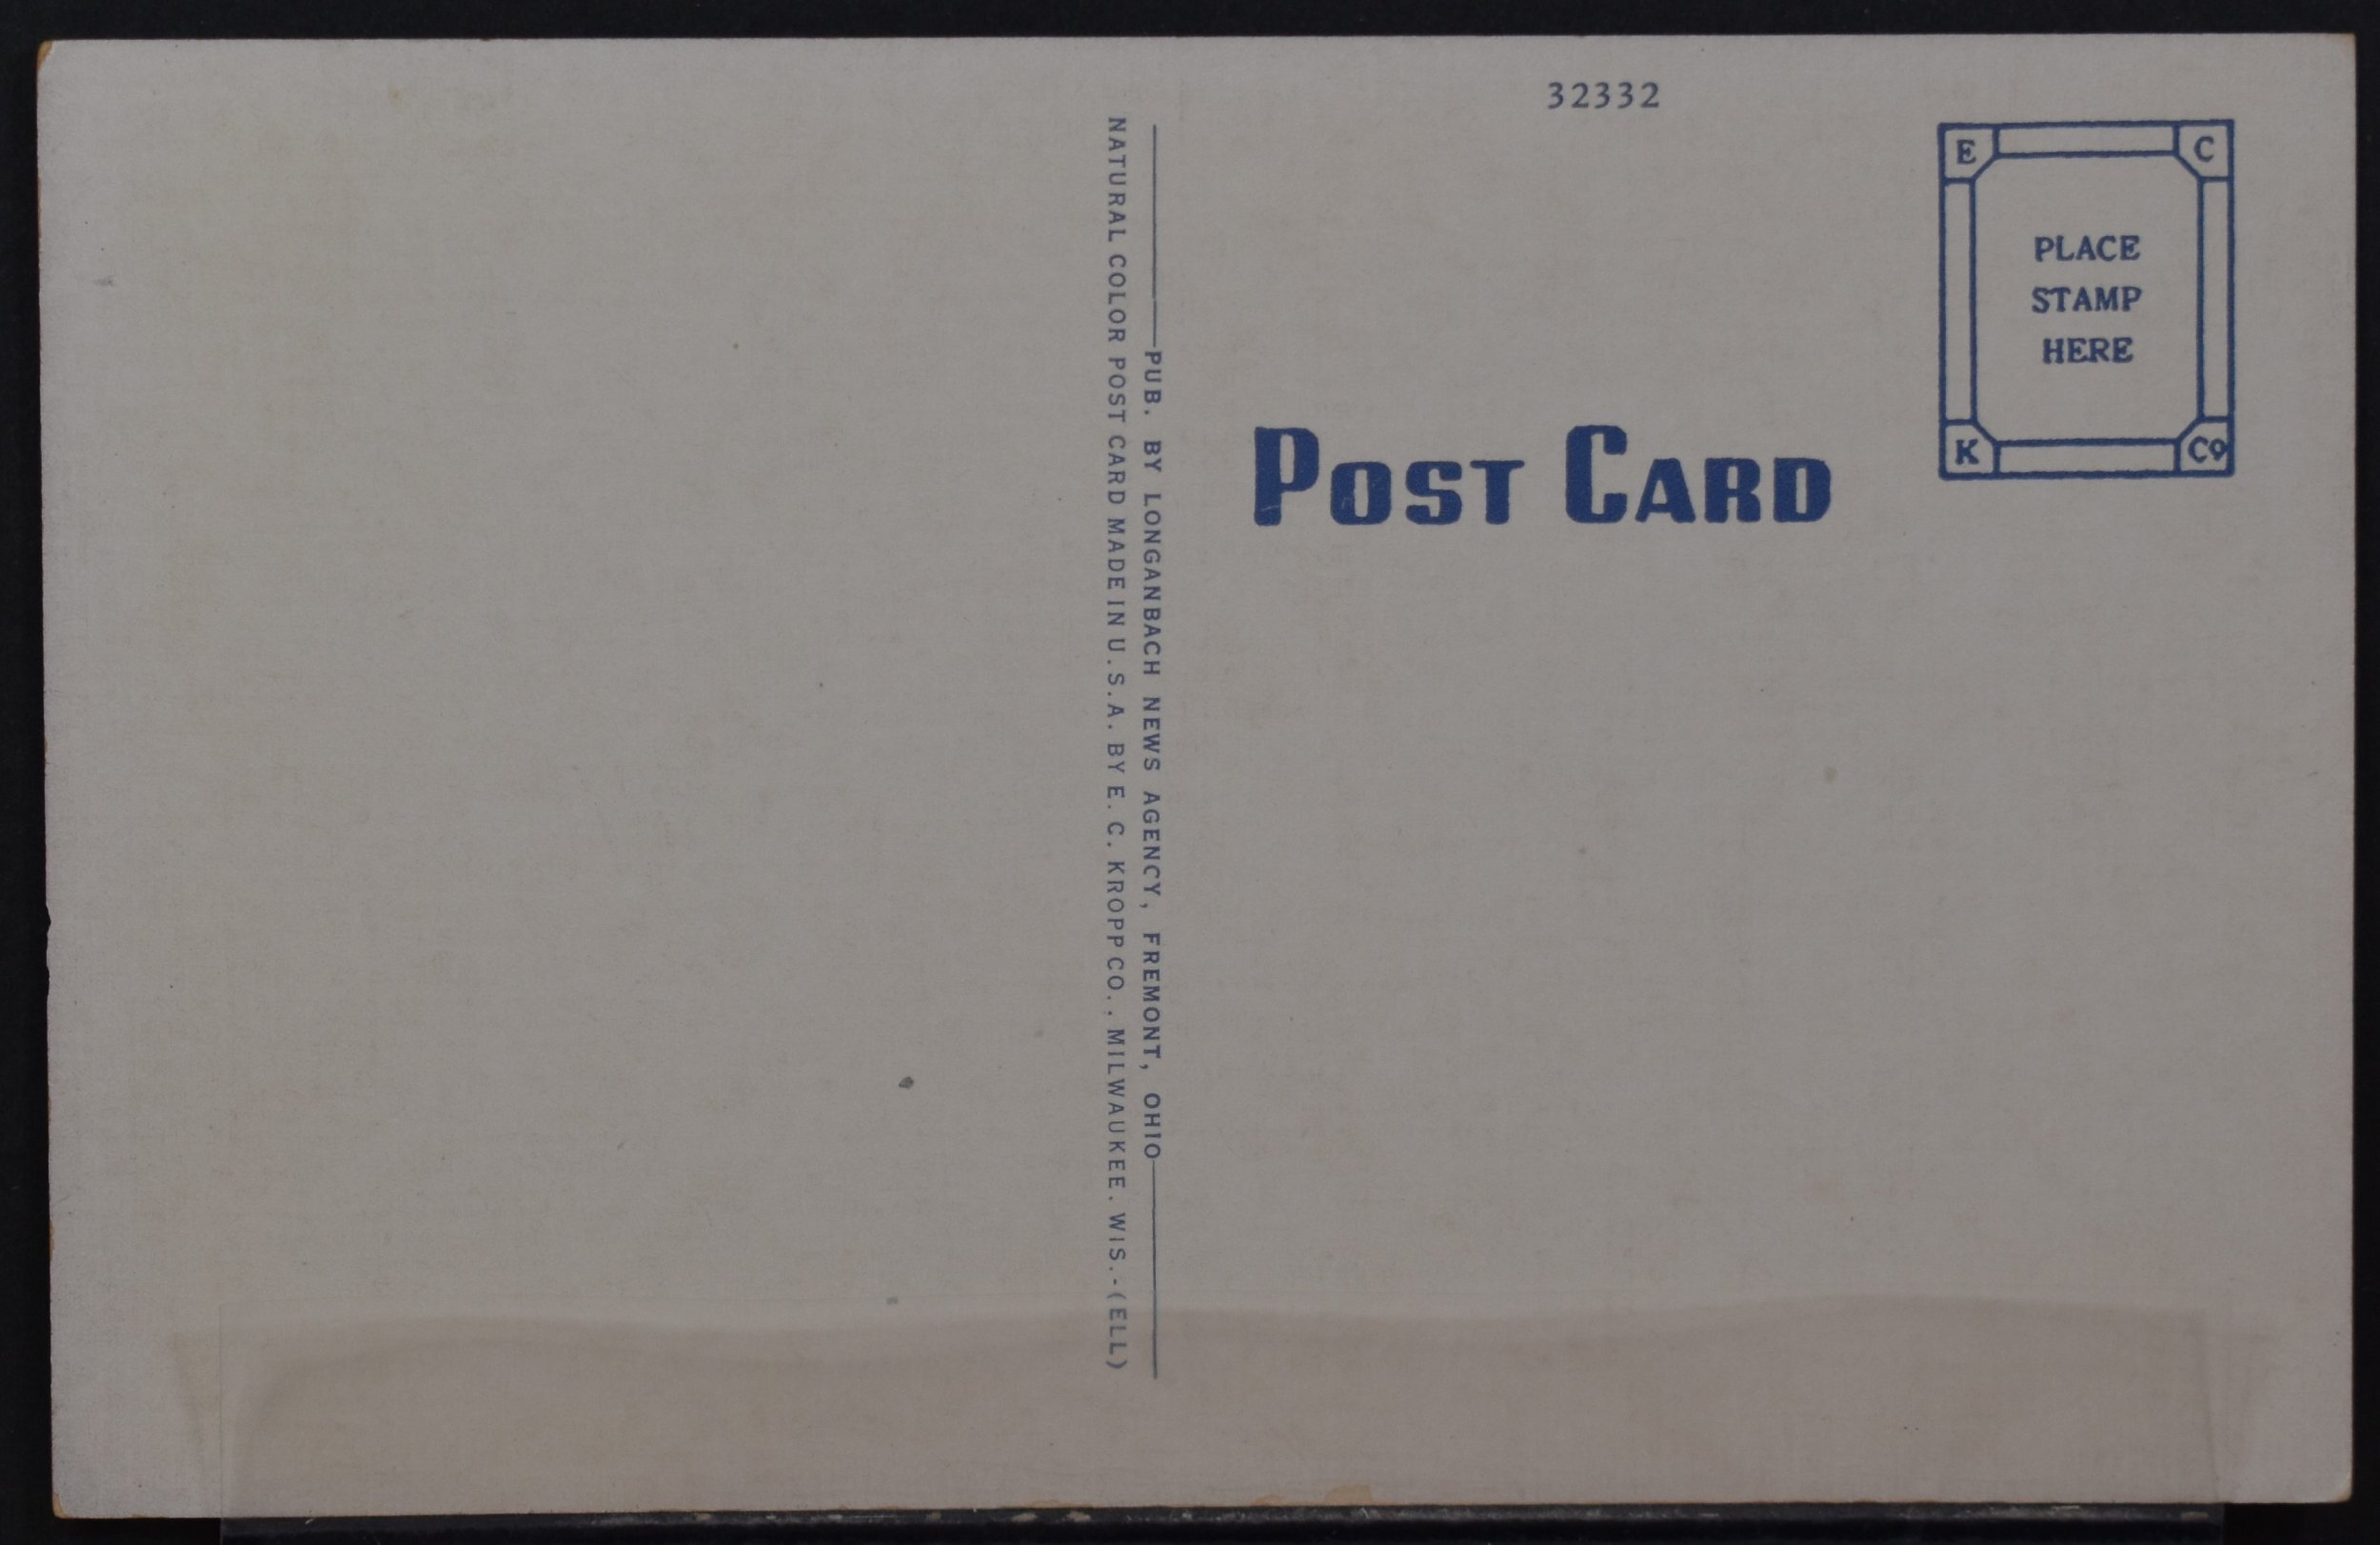 32332
E C
PLACE
STAMP
HERE
K Co
POST CARD
PUB. BY LONGANBACH NEWS AGENCY, FREMONT, OHIO
NATURAL COLOR POST CARD MADE IN U.S.A. BY E. C. KROPP CO., MILWAUKEE, WIS.-(ELL)